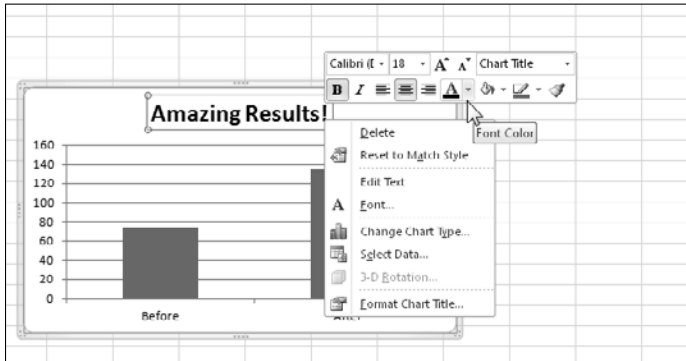 Calibri (E 18 A A Chart Title
B I A
Font Color
Amazing Results!
Delete
Reset to Match Style
Edit Text
A Font...
Change Chart Type...
Select Data...
3-D Rotation...
Format Chart Title...
160
140
120
100
80
60
40
20
0
Before